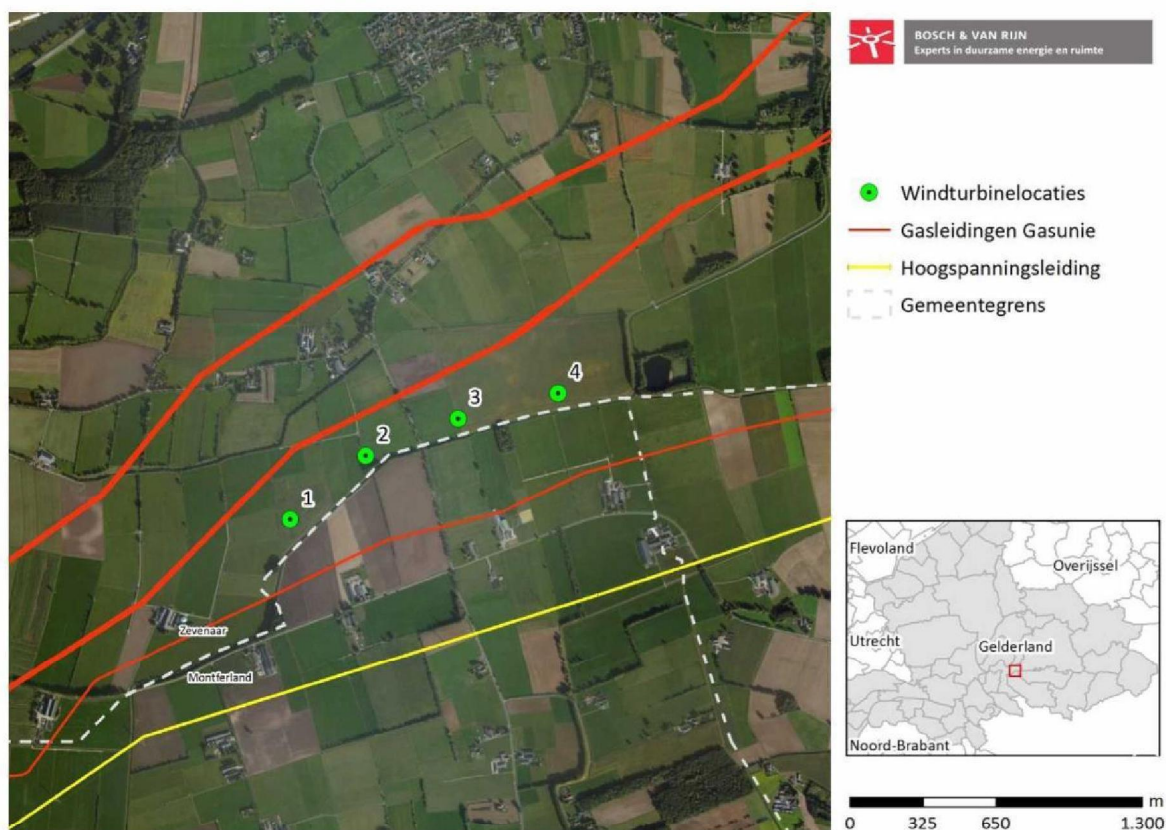 BOSCH & VAN RIJN
Experts in duurzame energie en ruimte
Windturbinelocaties
Gasleidingen Gasunie
Hoogspanningsleiding
Gemeentegrens
4
3
2
1
Zevenaar
Montferland
Flevoland
Overijssel
Utrecht
Gelderland
Noord-Brabant
m
0 325 650 1.300